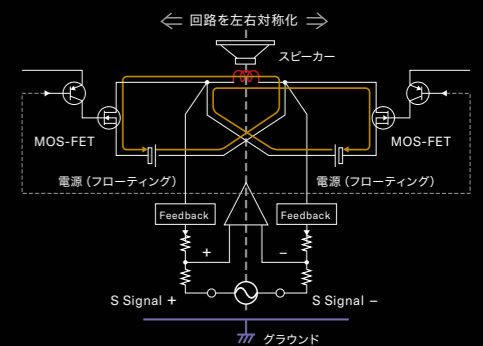 回路を左右対称化
スピーカー
MOS-FET
MOS-FET
電源（フローティング）
電源（フローティング）
Feedback
Feedback
+
−
S Signal +
S Signal −
グラウンド